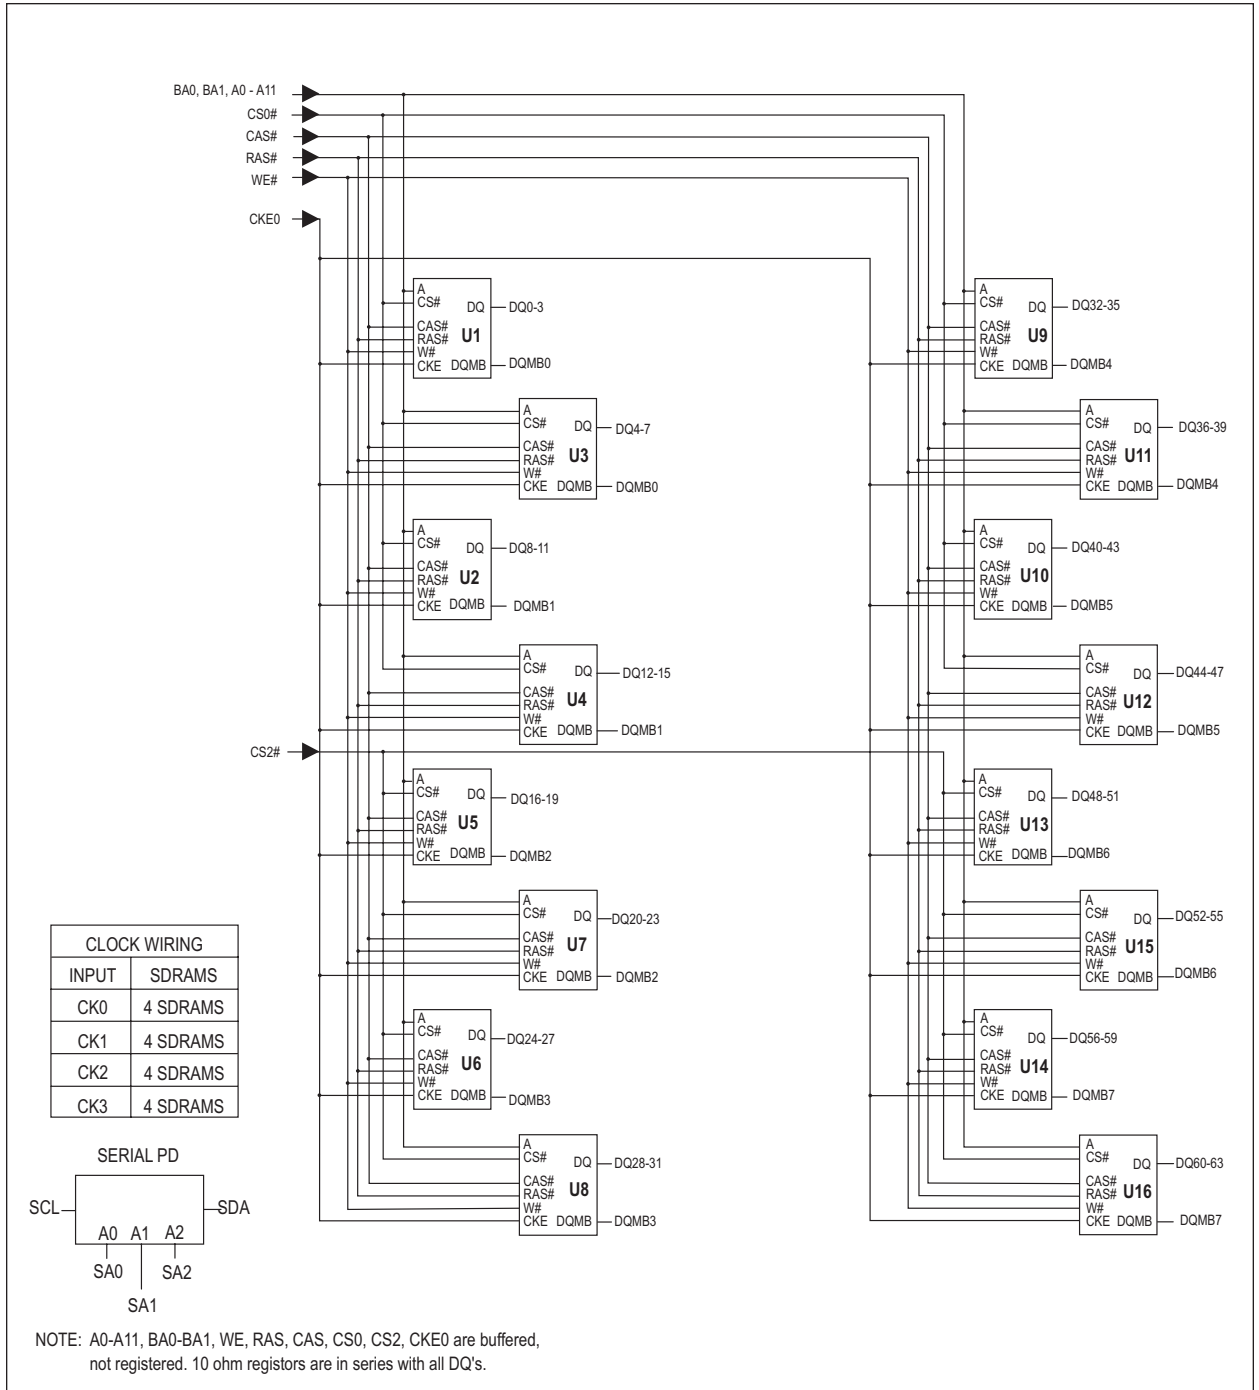 BA0, BA1, A0 - A11
CS0#
CAS#
RAS#
WE#
CKE0
A
CS# DQ DQ0-3
CAS#
RAS# U1
W#
CKE DQMB DQMB0
A
CS# DQ DQ32-35
CAS#
RAS# U9
W#
CKE DQMB DQMB4
A
CS# DQ DQ4-7
CAS#
RAS# U3
W#
CKE DQMB DQMB0
A
CS# DQ DQ36-39
CAS#
RAS# U11
W#
CKE DQMB DQMB4
A
CS# DQ DQ8-11
CAS#
RAS# U2
W#
CKE DQMB DQMB1
A
CS# DQ DQ40-43
CAS#
RAS# U10
W#
CKE DQMB DQMB5
A
CS# DQ DQ12-15
CAS#
RAS# U4
W#
CKE DQMB DQMB1
A
CS# DQ DQ44-47
CAS#
RAS# U12
W#
CKE DQMB DQMB5
CS2#
A
CS# DQ DQ16-19
CAS#
RAS# U5
W#
CKE DQMB DQMB2
A
CS# DQ DQ48-51
CAS#
RAS# U13
W#
CKE DQMB DQMB6
A
CS# DQ DQ20-23
CAS#
RAS# U7
W#
CKE DQMB DQMB2
A
CS# DQ DQ52-55
CAS#
RAS# U15
W#
CKE DQMB DQMB6
A
CS# DQ DQ24-27
CAS#
RAS# U6
W#
CKE DQMB DQMB3
A
CS# DQ DQ56-59
CAS#
RAS# U14
W#
CKE DQMB DQMB7
A
CS# DQ DQ28-31
CAS#
RAS# U8
W#
CKE DQMB DQMB3
A
CS# DQ DQ60-63
CAS#
RAS# U16
W#
CKE DQMB DQMB7
CLOCK WIRING
INPUT SDRAMS
CK0 4 SDRAMS
CK1 4 SDRAMS
CK2 4 SDRAMS
CK3 4 SDRAMS
SERIAL PD
SCL SDA
A0 A1 A2
SA0 SA2
SA1
NOTE: A0-A11, BA0-BA1, WE, RAS, CAS, CS0, CS2, CKE0 are buffered,
not registered. 10 ohm registors are in series with all DQ's.